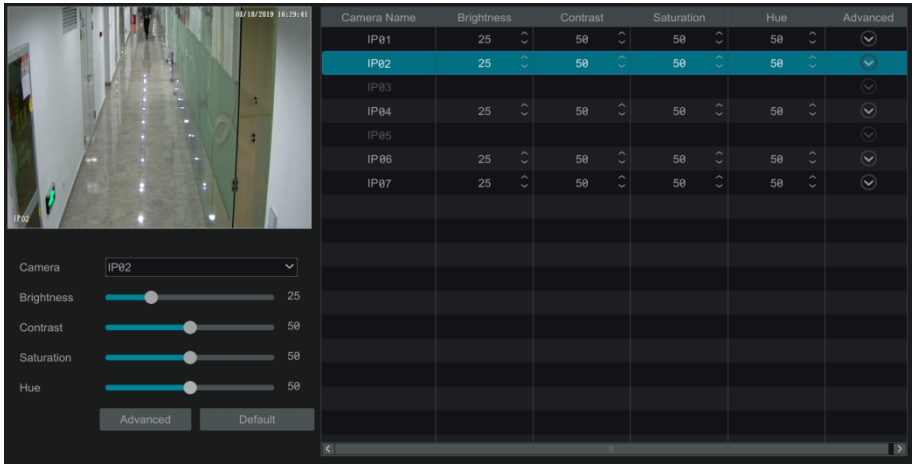 01/18/2019 16:29:41
IP02
Camera IP02
Brightness 25
Contrast 50
Saturation 50
Hue 50
Advanced Default
Camera Name Brightness Contrast Saturation Hue Advanced
IP01 25 50 50 50
IP02 25 50 50 50
IP03
IP04 25 50 50 50
IP05
IP06 25 50 50 50
IP07 25 50 50 50